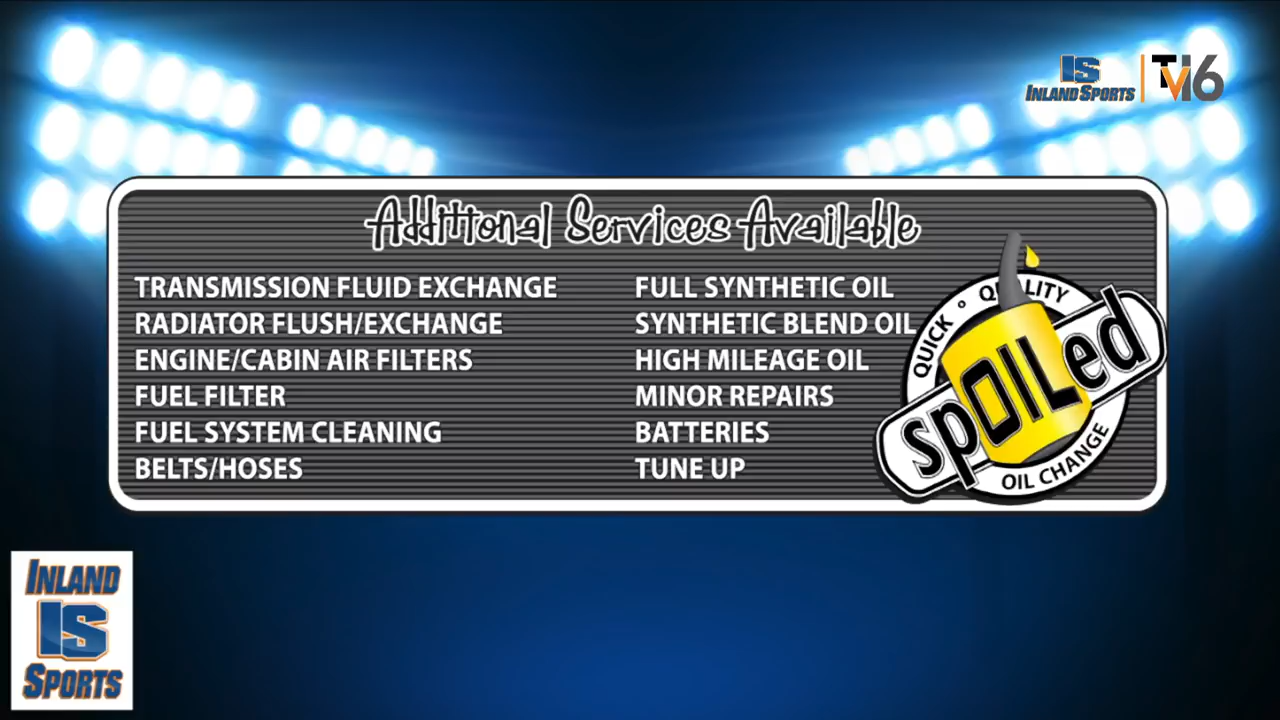 IS
INLAND SPORTS
TVi6
Additional Services Available
TRANSMISSION FLUID EXCHANGE
RADIATOR FLUSH/EXCHANGE
ENGINE/CABIN AIR FILTERS
FUEL FILTER
FUEL SYSTEM CLEANING
BELTS/HOSES
FULL SYNTHETIC OIL
SYNTHETIC BLEND OIL
HIGH MILEAGE OIL
MINOR REPAIRS
BATTERIES
TUNE UP
QUICK ° QUALITY
spOILed
OIL CHANGE
INLAND
IS
SPORTS